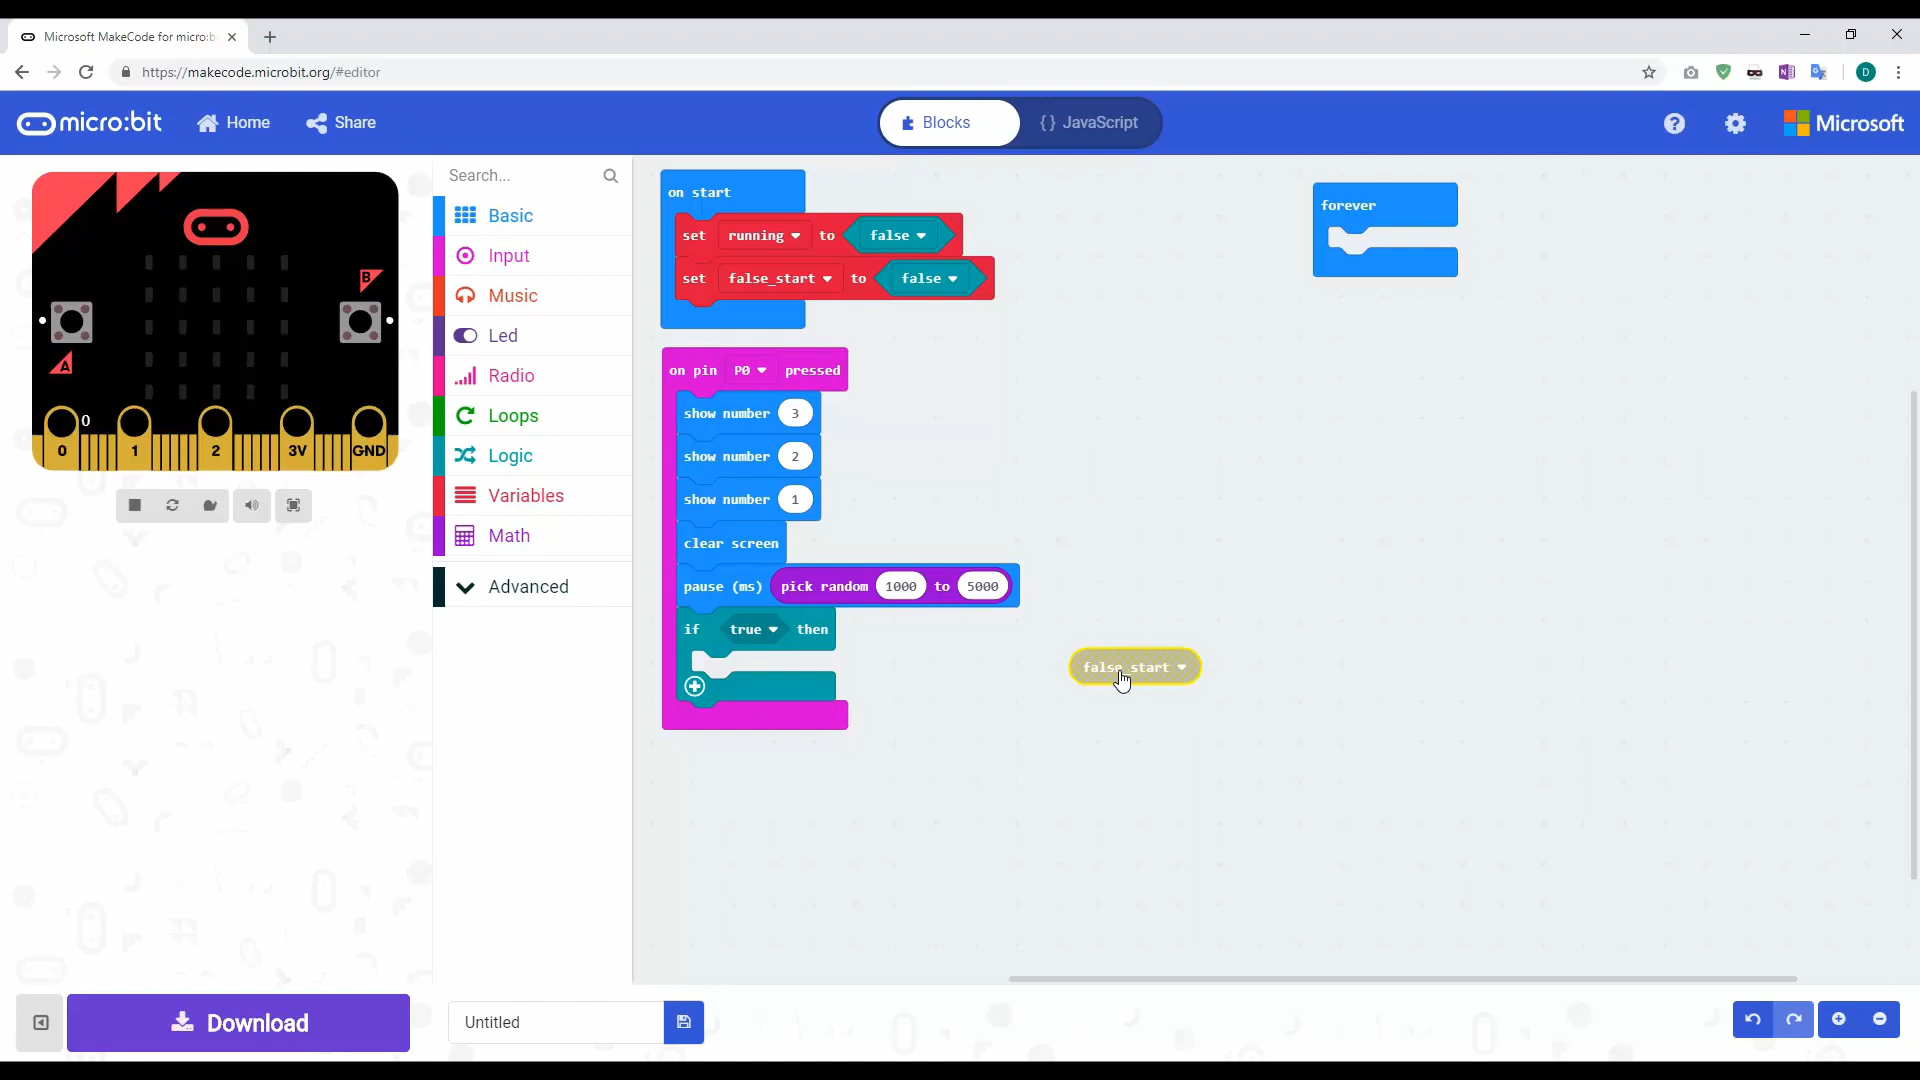 Microsoft MakeCode for micro:b
https://makecode.microbit.org/#editor
D
micro:bit
Home
Share
Blocks
{} JavaScript
?
Microsoft
Search...
Basic
Input
Music
Led
Radio
Loops
Logic
Variables
Math
Advanced
B
A
0
0 1 2 3V GND
on start
set running to false
set false_start to false
on pin P0 pressed
show number 3
show number 2
show number 1
clear screen
pause (ms) pick random 1000 to 5000
if true then
forever
false_start
Download
Untitled